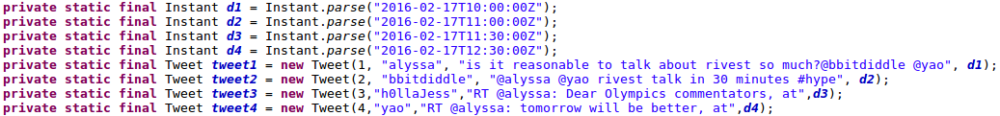 private static final Instant d1 = Instant.parse("2016-02-17T10:00:00Z");
private static final Instant d2 = Instant.parse("2016-02-17T11:00:00Z");
private static final Instant d3 = Instant.parse("2016-02-17T11:30:00Z");
private static final Instant d4 = Instant.parse("2016-02-17T12:30:00Z");
private static final Tweet tweet1 = new Tweet(1, "alyssa", "is it reasonable to talk about rivest so much?@bbitdiddle @yao", d1);
private static final Tweet tweet2 = new Tweet(2, "bbitdiddle", "@alyssa @yao rivest talk in 30 minutes #hype", d2);
private static final Tweet tweet3 = new Tweet(3,"h0llaJess","RT @alyssa: Dear Olympics commentators, at",d3);
private static final Tweet tweet4 = new Tweet(4,"yao","RT @alyssa: tomorrow will be better, at",d4);